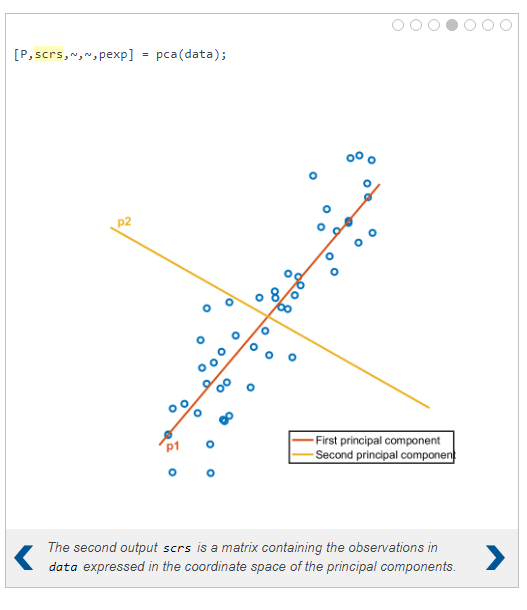 [P,scrs,~,~,pexp] = pca(data);
p2
p1
First principal component
Second principal component
The second output scrs is a matrix containing the observations in
data expressed in the coordinate space of the principal components.